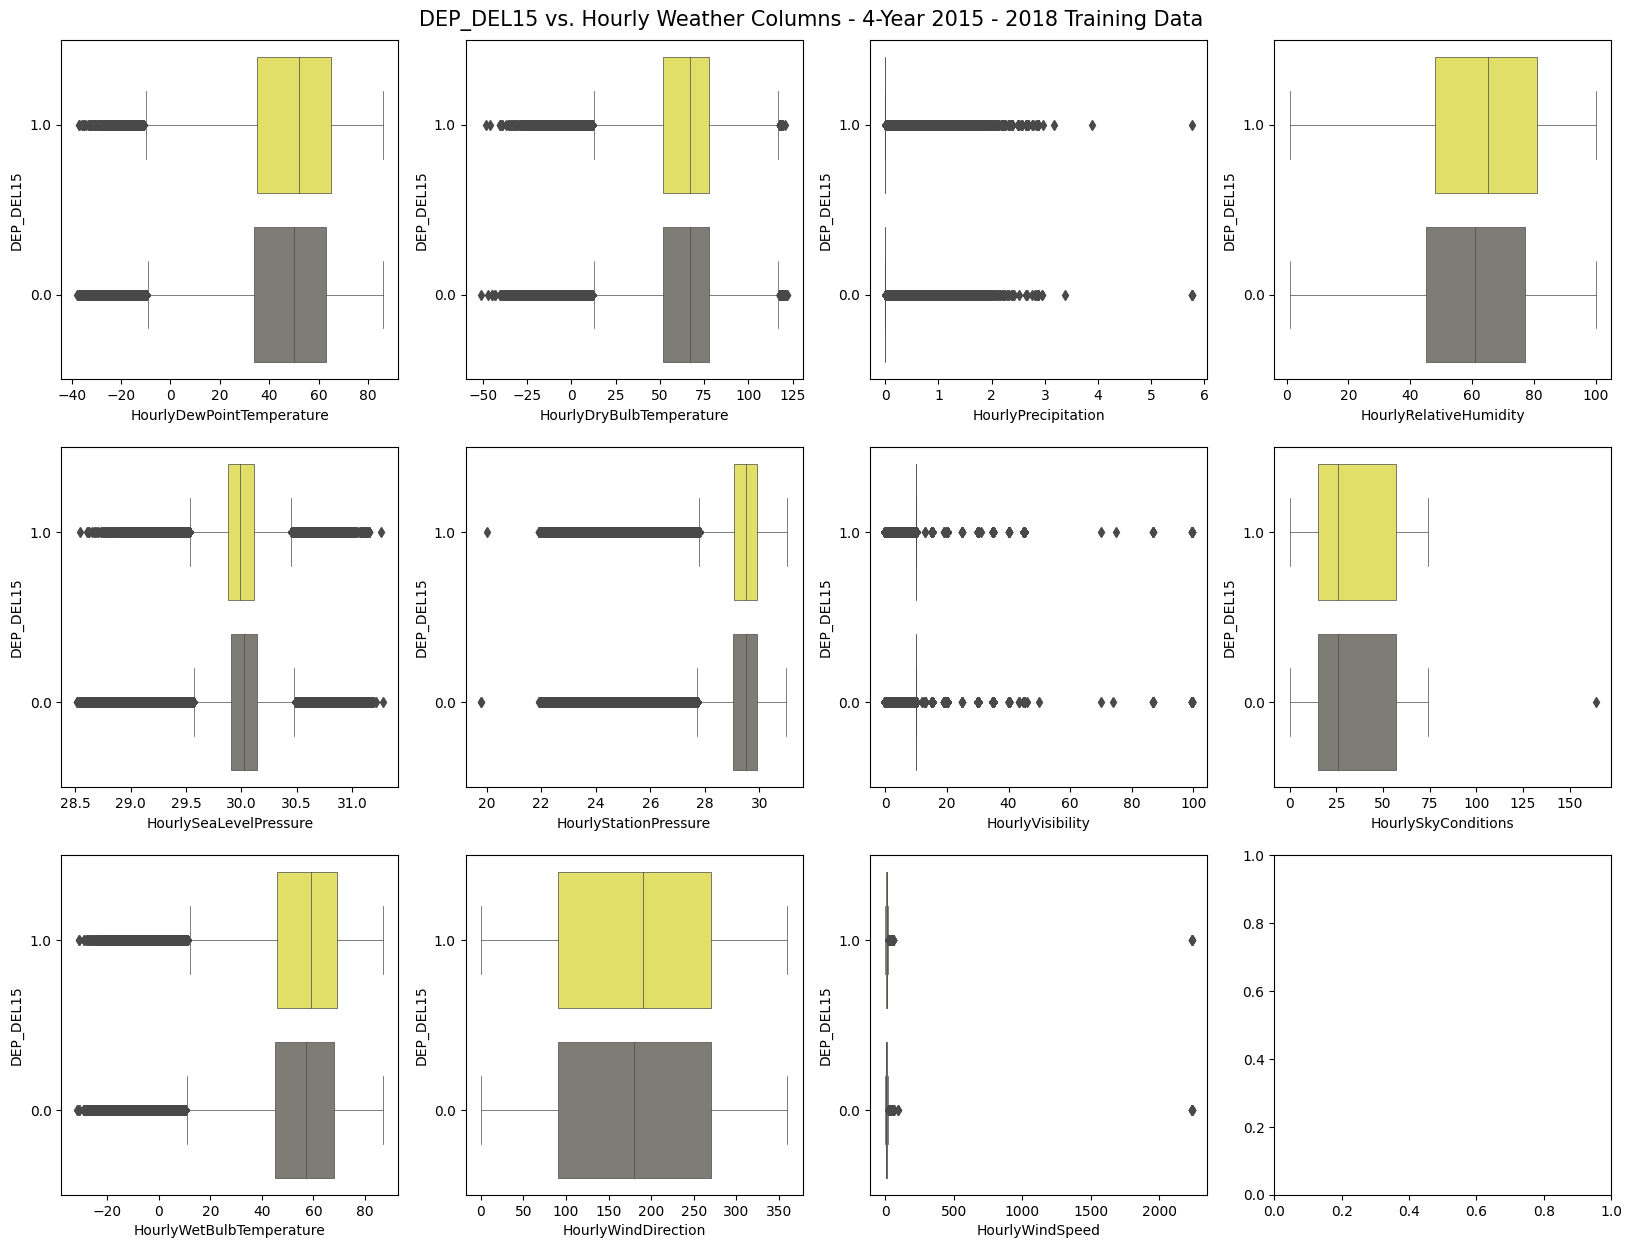 DEP_DEL15 vs. Hourly Weather Columns - 4-Year 2015 - 2018 Training Data
DEP_DEL15
1.0
0.0
−40 −20 0 20 40 60 80
HourlyDewPointTemperature
DEP_DEL15
1.0
0.0
−50 −25 0 25 50 75 100 125
HourlyDryBulbTemperature
DEP_DEL15
1.0
0.0
0 1 2 3 4 5 6
HourlyPrecipitation
DEP_DEL15
1.0
0.0
0 20 40 60 80 100
HourlyRelativeHumidity
DEP_DEL15
1.0
0.0
28.5 29.0 29.5 30.0 30.5 31.0
HourlySeaLevelPressure
DEP_DEL15
1.0
0.0
20 22 24 26 28 30
HourlyStationPressure
DEP_DEL15
1.0
0.0
0 20 40 60 80 100
HourlyVisibility
DEP_DEL15
1.0
0.0
0 25 50 75 100 125 150
HourlySkyConditions
DEP_DEL15
1.0
0.0
−20 0 20 40 60 80
HourlyWetBulbTemperature
DEP_DEL15
1.0
0.0
0 50 100 150 200 250 300 350
HourlyWindDirection
DEP_DEL15
1.0
0.0
0 500 1000 1500 2000
HourlyWindSpeed
1.0
0.8
0.6
0.4
0.2
0.0
0.0 0.2 0.4 0.6 0.8 1.0